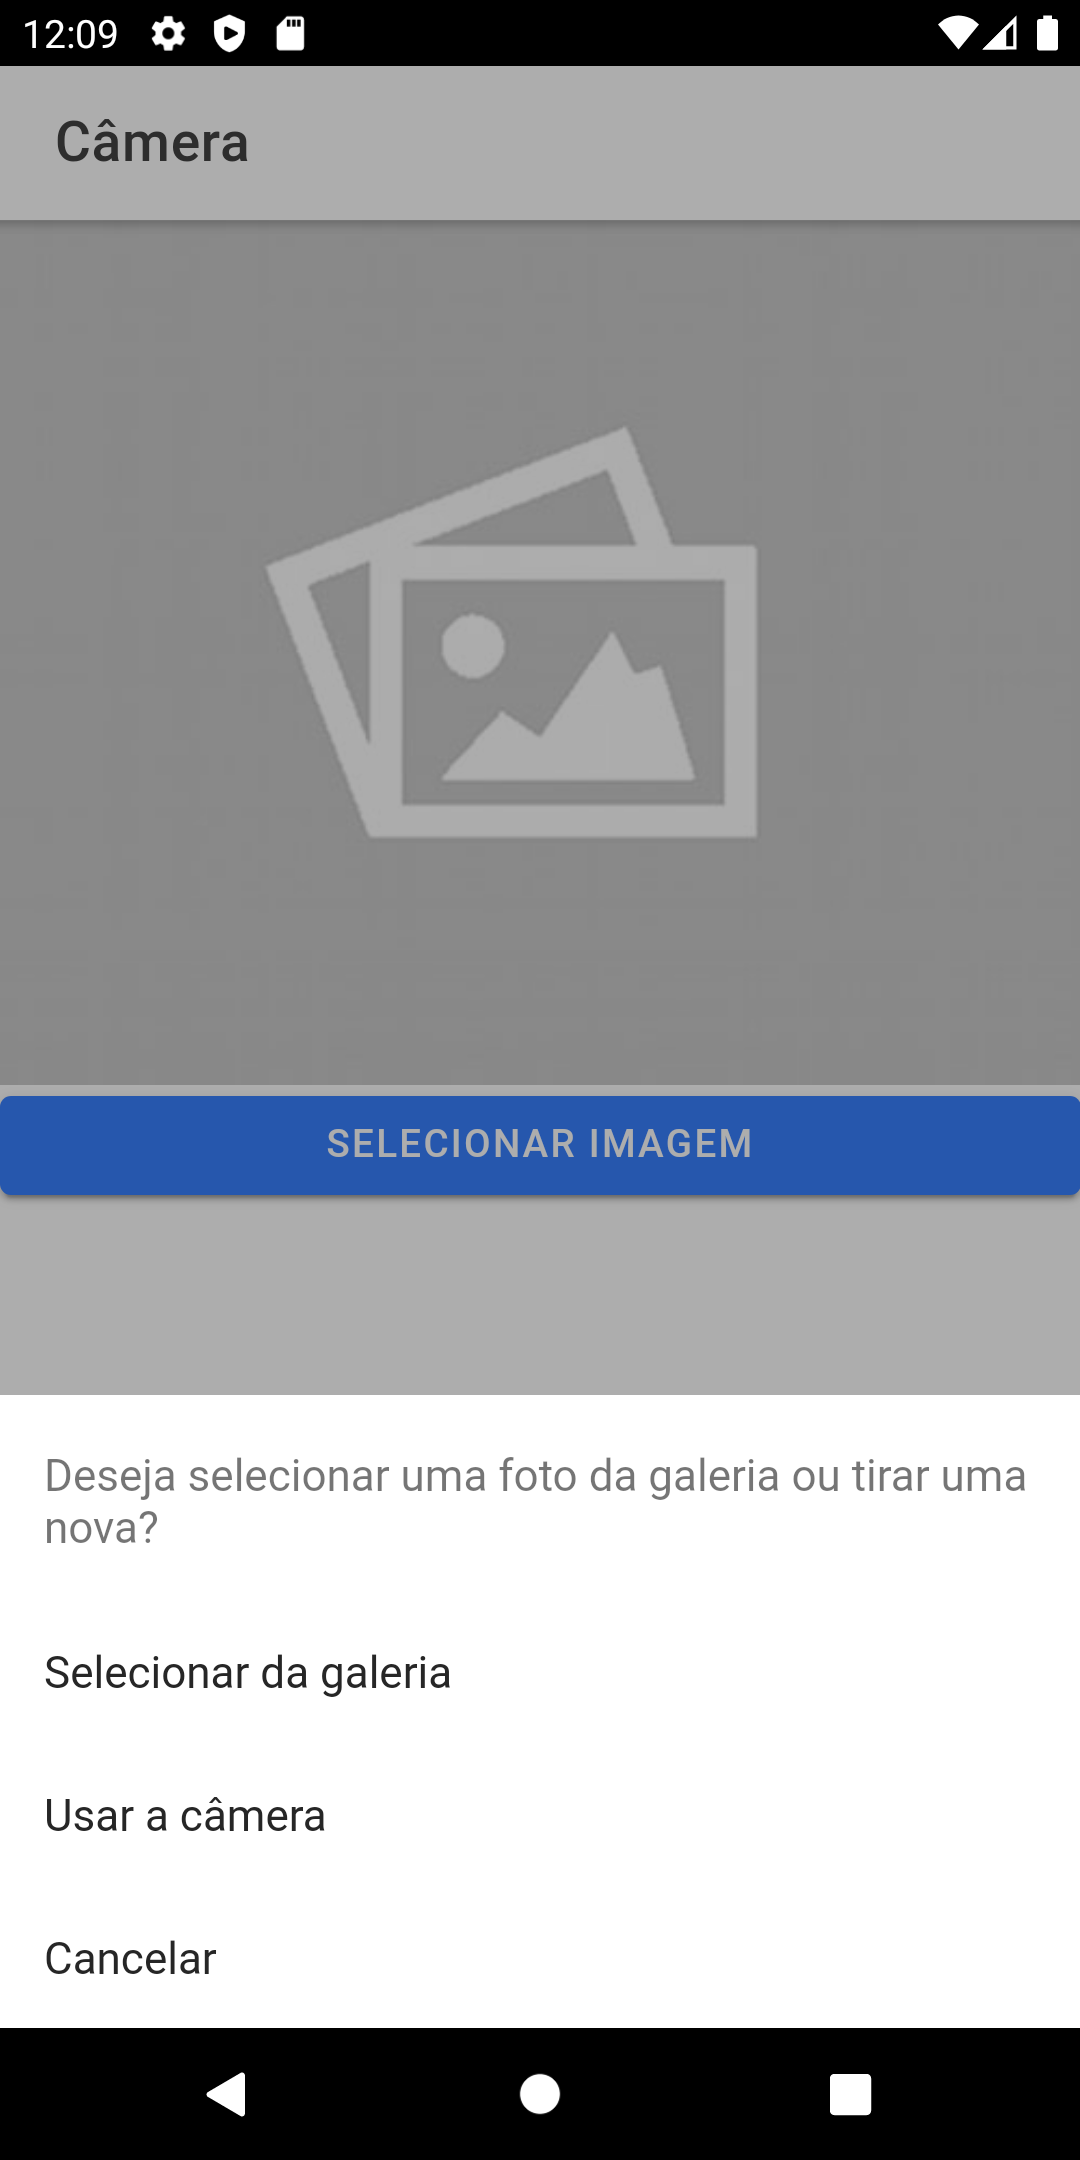 12:09
Câmera
SELECIONAR IMAGEM
Deseja selecionar uma foto da galeria ou tirar uma
nova?
Selecionar da galeria
Usar a câmera
Cancelar